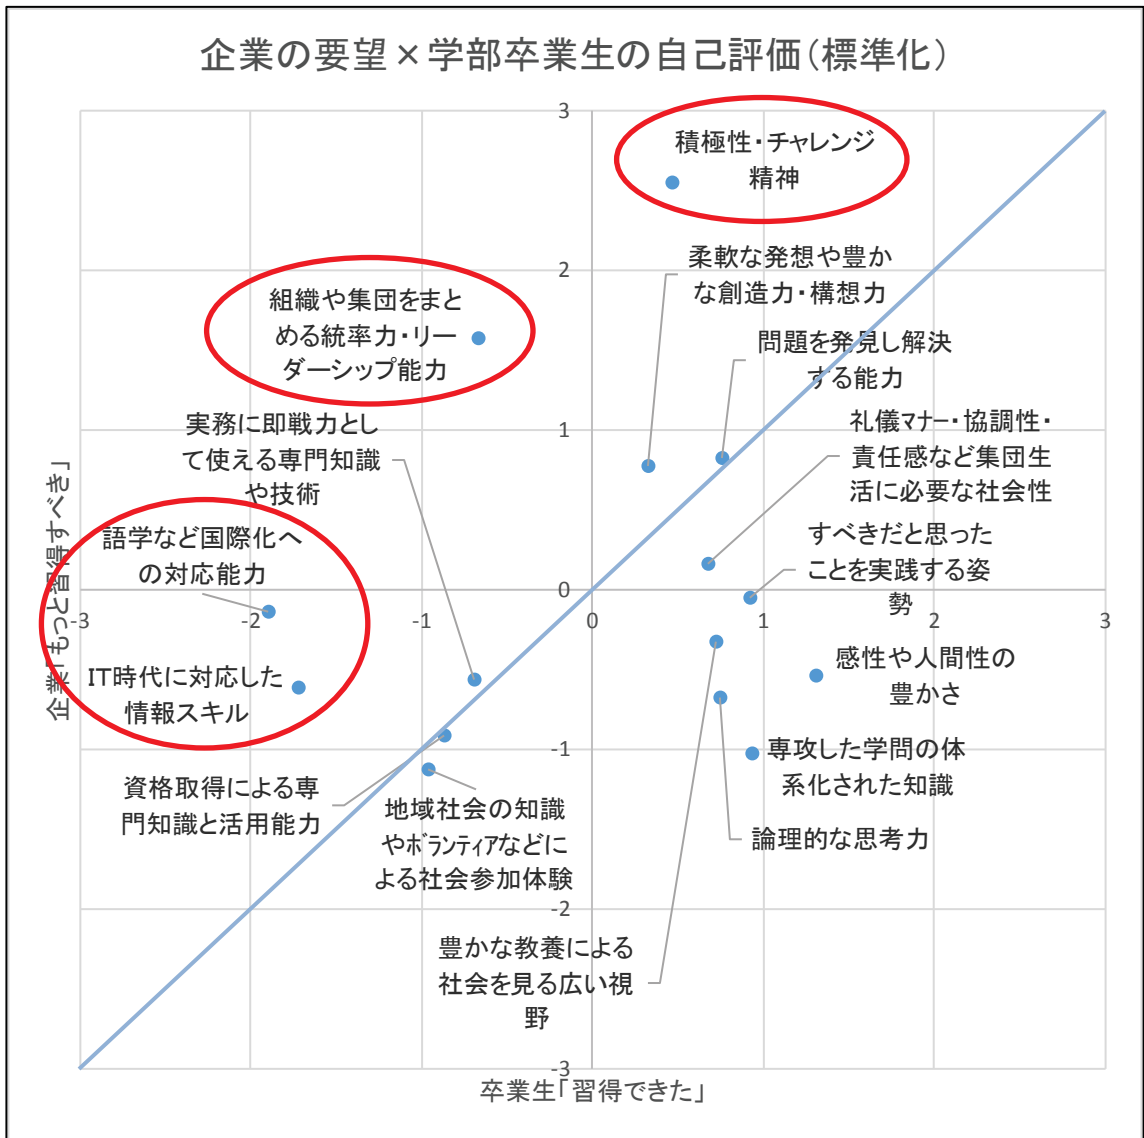 企業の要望×学部卒業生の自己評価(標準化)
3
積極性・チャレンジ
精神
柔軟な発想や豊か
な創造力・構想力
2
組織や集団をまと
める統率力・リー
ダーシップ能力
問題を発見し解決
する能力
1
実務に即戦力とし
て使える専門知識
や技術
礼儀マナー・協調性・
責任感など集団生
活に必要な社会性
企業「もっと習得すべき」
語学など国際化へ
の対応能力
すべきだと思った
ことを実践する姿
勢
0
-3
-2
-1
0
1
2
3
IT時代に対応した
情報スキル
感性や人間性の
豊かさ
-1
専攻した学問の体
系化された知識
資格取得による専
門知識と活用能力
地域社会の知識
やボランティアなどに
よる社会参加体験
論理的な思考力
-2
豊かな教養による
社会を見る広い視
野
-3
卒業生「習得できた」